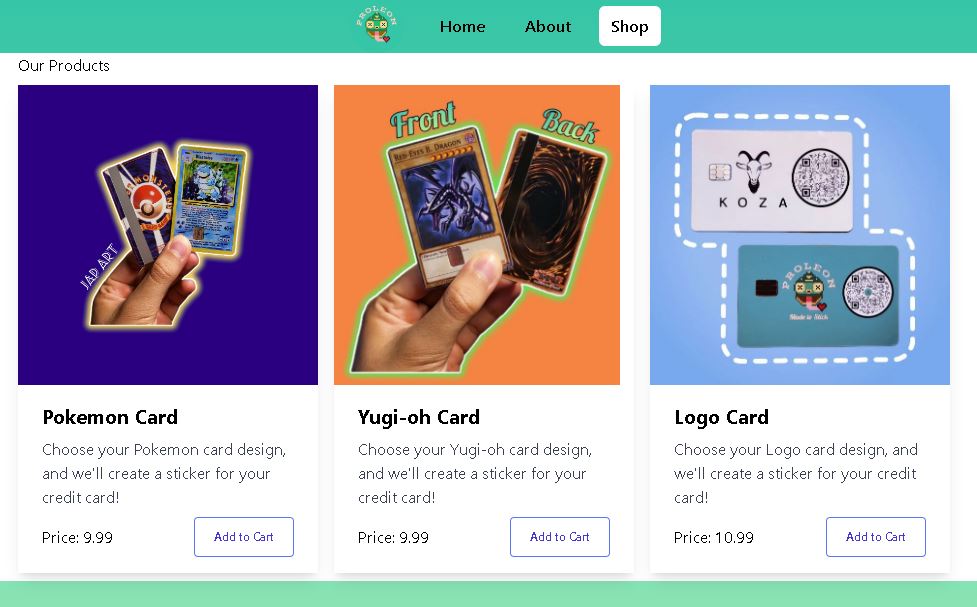 PROLEON
Home
About
Shop
Our Products
JAP ART
Front
Back
RED-EYES B. DRAGON
KOZA
PROLEON
Made to Stick
Pokemon Card
Choose your Pokemon card design,
and we'll create a sticker for your
credit card!
Price: 9.99
Add to Cart
Yugi-oh Card
Choose your Yugi-oh card design,
and we'll create a sticker for your
credit card!
Price: 9.99
Add to Cart
Logo Card
Choose your Logo card design, and
we'll create a sticker for your credit
card!
Price: 10.99
Add to Cart